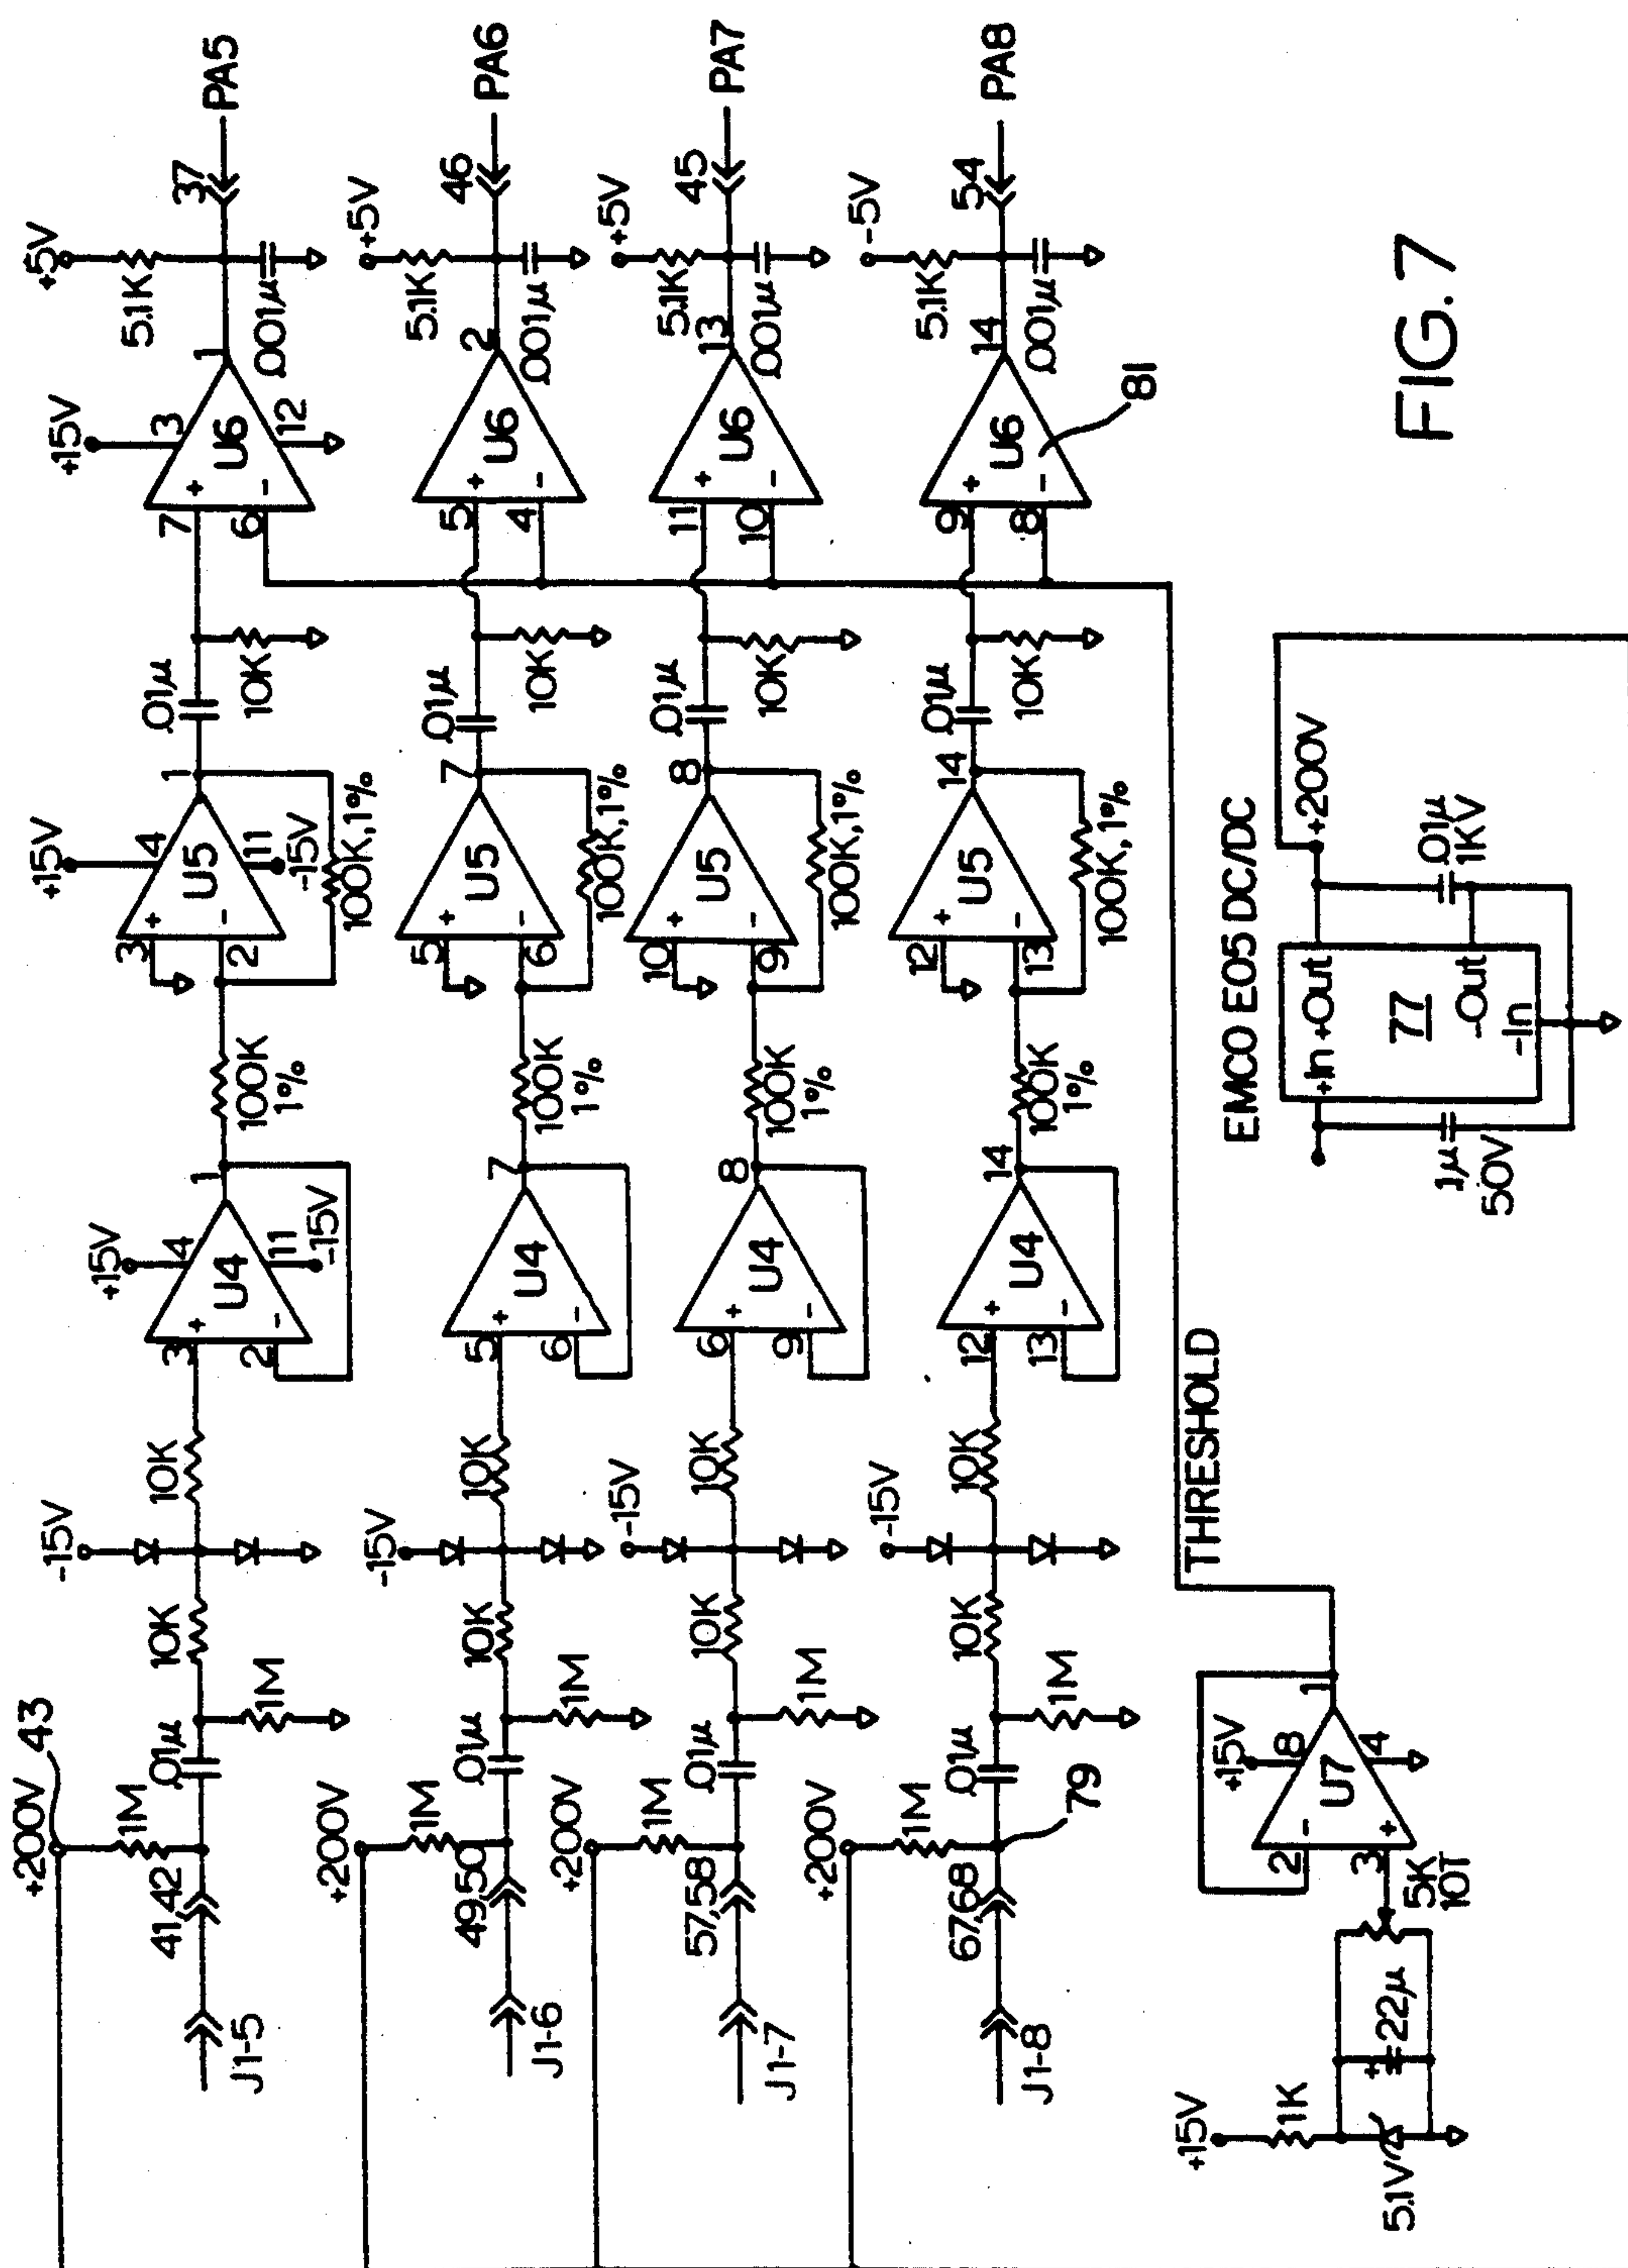 +200V
43
1M
41,42
J1-5
.01μ
1M
10K
-15V
10K
3
+
2
-
U4
+15V
4
11
-15V
1
100K
1%
3
+
2
-
U5
+15V
4
11
-15V
1
100K,1%
.01μ
10K
7
+
6
-
U6
+15V
3
12
1
+5V
5.1K
.001μ
37
PA5
+200V
1M
49,50
J1-6
.01μ
1M
10K
-15V
10K
5
+
6
-
U4
7
100K
1%
5
+
6
-
U5
7
100K,1%
.01μ
10K
5
+
4
-
U6
2
+5V
5.1K
.001μ
46
PA6
+200V
1M
57,58
J1-7
.01μ
1M
10K
-15V
10K
6
+
9
-
U4
8
100K
1%
10
+
9
-
U5
8
100K,1%
.01μ
10K
11
+
10
-
U6
13
+5V
5.1K
.001μ
45
PA7
+200V
1M
67,68
J1-8
79
.01μ
1M
10K
-15V
10K
12
+
13
-
U4
14
100K
1%
12
+
13
-
U5
14
100K,1%
.01μ
10K
9
+
8
-
U6
81
14
-5V
5.1K
.001μ
54
PA8
+15V
1K
5.1V
+
22μ
5K
10T
2
-
3
+
U7
+15V
8
4
1
THRESHOLD
EMCO E05 DC/DC
1μ
50V
+In
+Out
77
-Out
-In
+200V
.01μ
1KV
FIG. 7